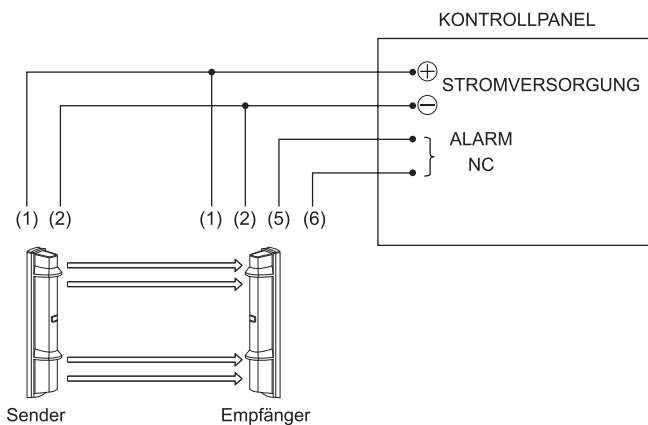 KONTROLLPANEL
STROMVERSORGUNG
ALARM
NC
(1) (2) (1) (2) (5) (6)
Sender Empfänger